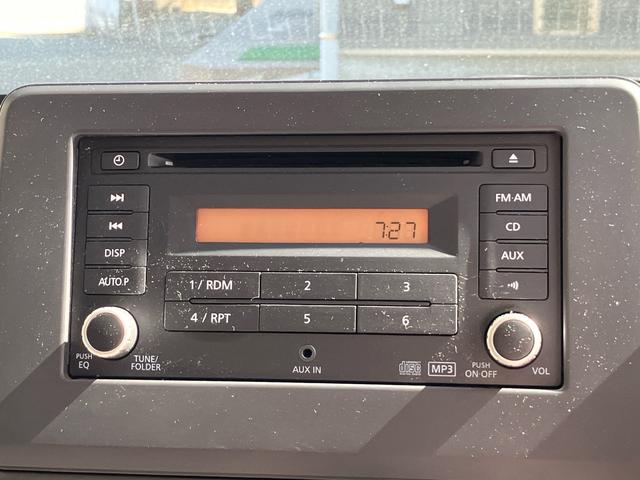 7:27
FM·AM
CD
DISP
AUX
AUTO.P
1 / RDM
2
3
4 / RPT
5
6
PUSH
EQ
TUNE/
FOLDER
AUX IN
disc
MP3
PUSH
ON·OFF
VOL